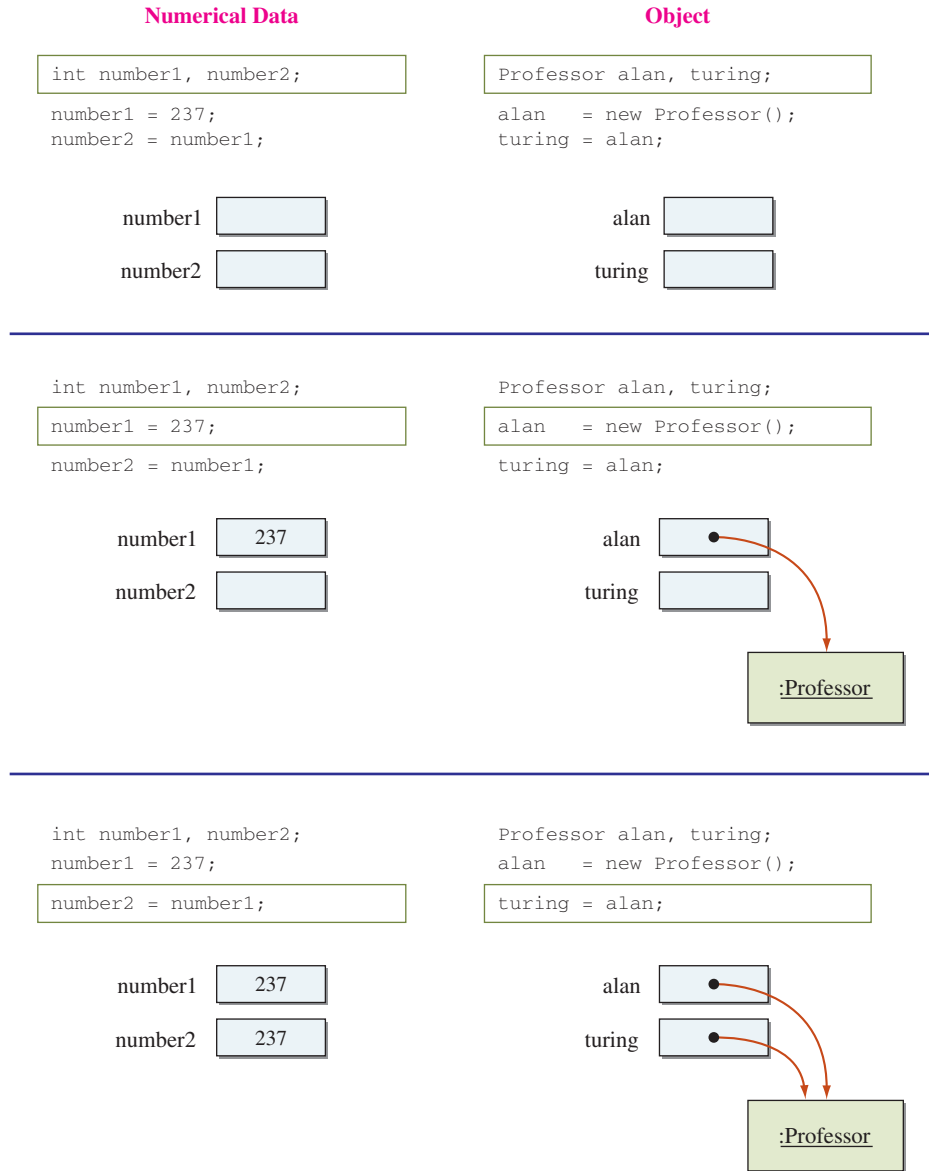 Numerical Data
Object
int number1, number2;
number1 = 237;
number2 = number1;
Professor alan, turing;
alan   = new Professor();
turing = alan;
number1
number2
alan
turing
int number1, number2;
number1 = 237;
number2 = number1;
Professor alan, turing;
alan   = new Professor();
turing = alan;
number1 237
number2
alan
turing
:Professor
int number1, number2;
number1 = 237;
number2 = number1;
Professor alan, turing;
alan   = new Professor();
turing = alan;
number1 237
number2 237
alan
turing
:Professor